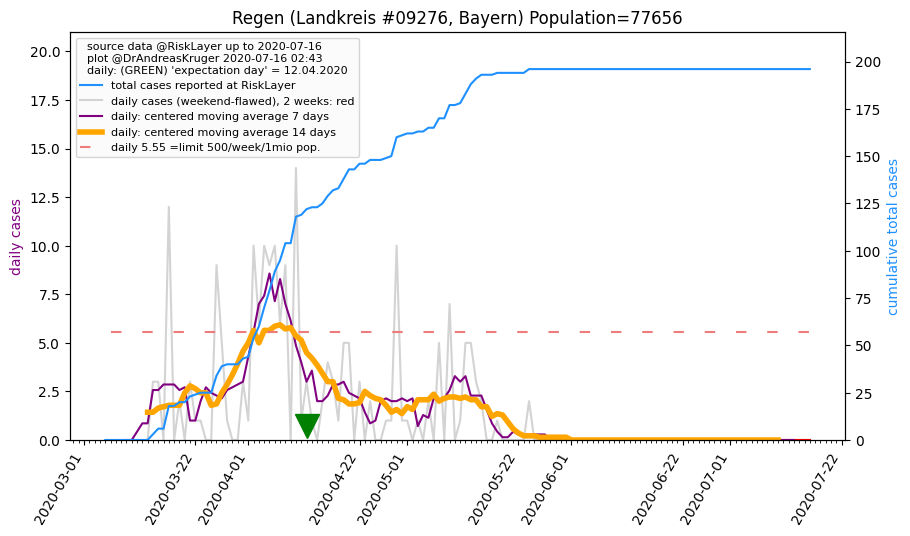 Regen (Landkreis #09276, Bayern) Population=77656
source data @RiskLayer up to 2020-07-16
plot @DrAndreasKruger 2020-07-16 02:43
daily: (GREEN) 'expectation day' = 12.04.2020
total cases reported at RiskLayer
daily cases (weekend-flawed), 2 weeks: red
daily: centered moving average 7 days
daily: centered moving average 14 days
daily 5.55 =limit 500/week/1mio pop.
daily cases
20.0
17.5
15.0
12.5
10.0
7.5
5.0
2.5
0.0
cumulative total cases
200
175
150
125
100
75
50
25
0
2020-03-01
2020-03-22
2020-04-01
2020-04-22
2020-05-01
2020-05-22
2020-06-01
2020-06-22
2020-07-01
2020-07-22